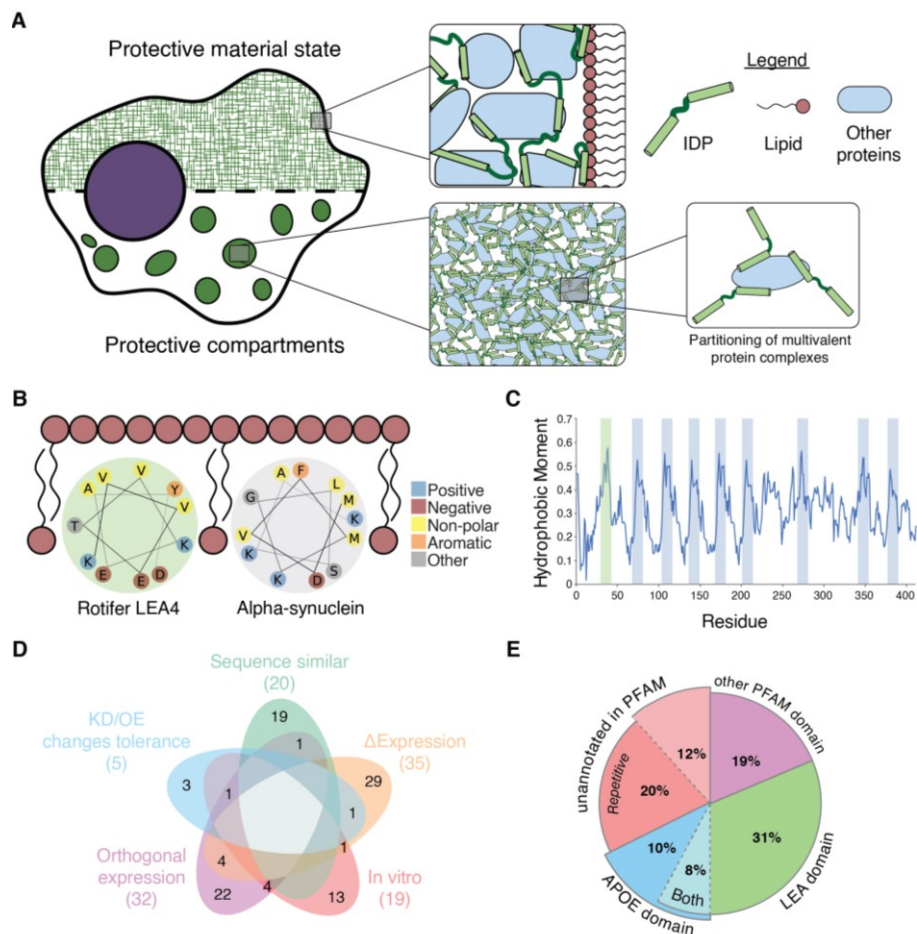 A
Protective material state
Protective compartments
Legend
IDP
Lipid
Other
proteins
Partitioning of multivalent
protein complexes
B
A
V
V
Y
V
T
K
K
E
E
D
Rotifer LEA4
A
F
L
G
M
K
V
M
K
S
K
D
Alpha-synuclein
Positive
Negative
Non-polar
Aromatic
Other
C
Hydrophobic Moment
0.7
0.6
0.5
0.4
0.3
0.2
0.1
0
0
50
100
150
200
250
300
350
400
Residue
D
Sequence similar
(20)
KD/OE
changes tolerance
(5)
ΔExpression
(35)
Orthogonal
expression
(32)
In vitro
(19)
19
1
29
3
1
1
1
4
22
4
13
E
unannotated in PFAM
other PFAM domain
12%
19%
Repetitive
20%
31%
10%
8%
Both
APOE domain
LEA domain